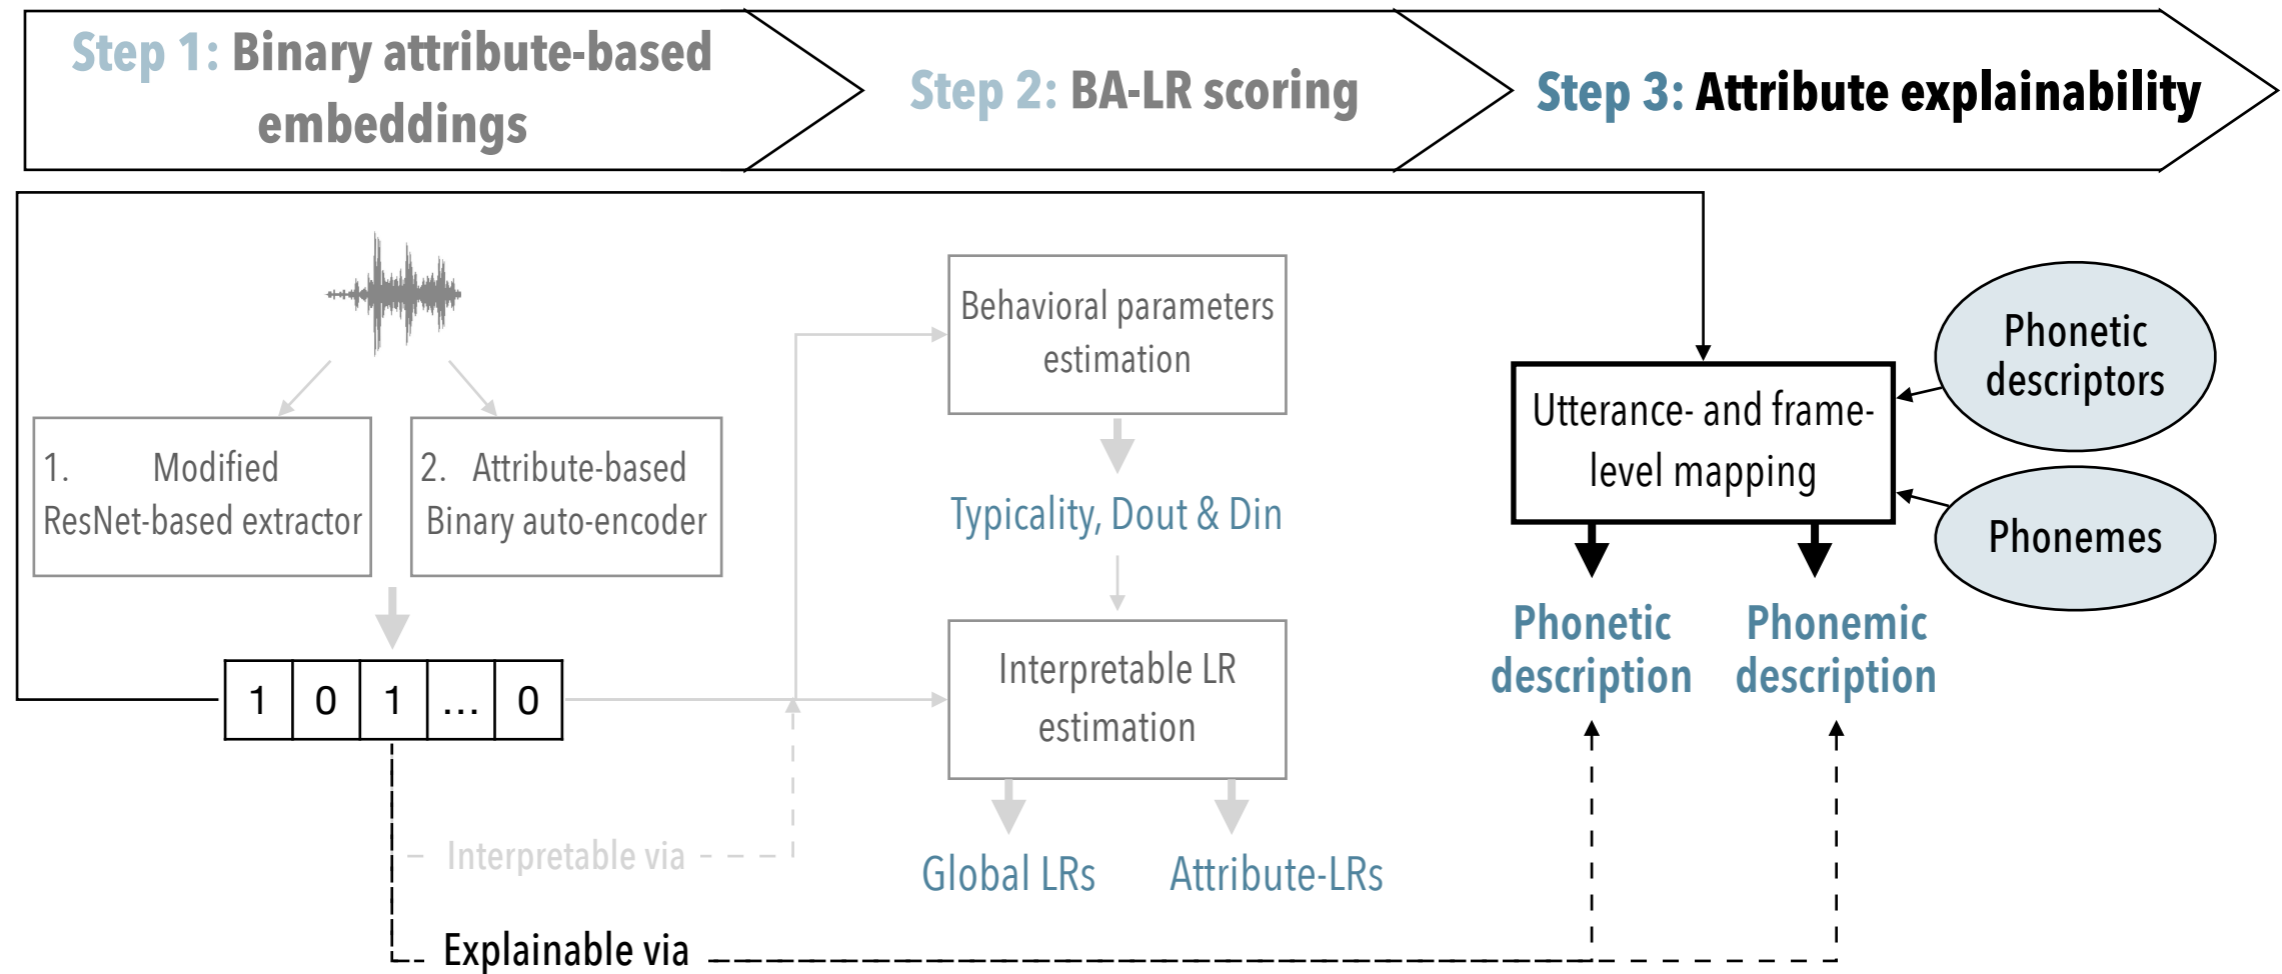 Step 1: Binary attribute-based
embeddings
Step 2: BA-LR scoring
Step 3: Attribute explainability
1. Modified
ResNet-based extractor
2. Attribute-based
Binary auto-encoder
1 0 1 ... 0
Interpretable via
Explainable via
Behavioral parameters
estimation
Typicality, Dout & Din
Interpretable LR
estimation
Global LRs
Attribute-LRs
Utterance- and frame-
level mapping
Phonetic
descriptors
Phonemes
Phonetic
description
Phonemic
description